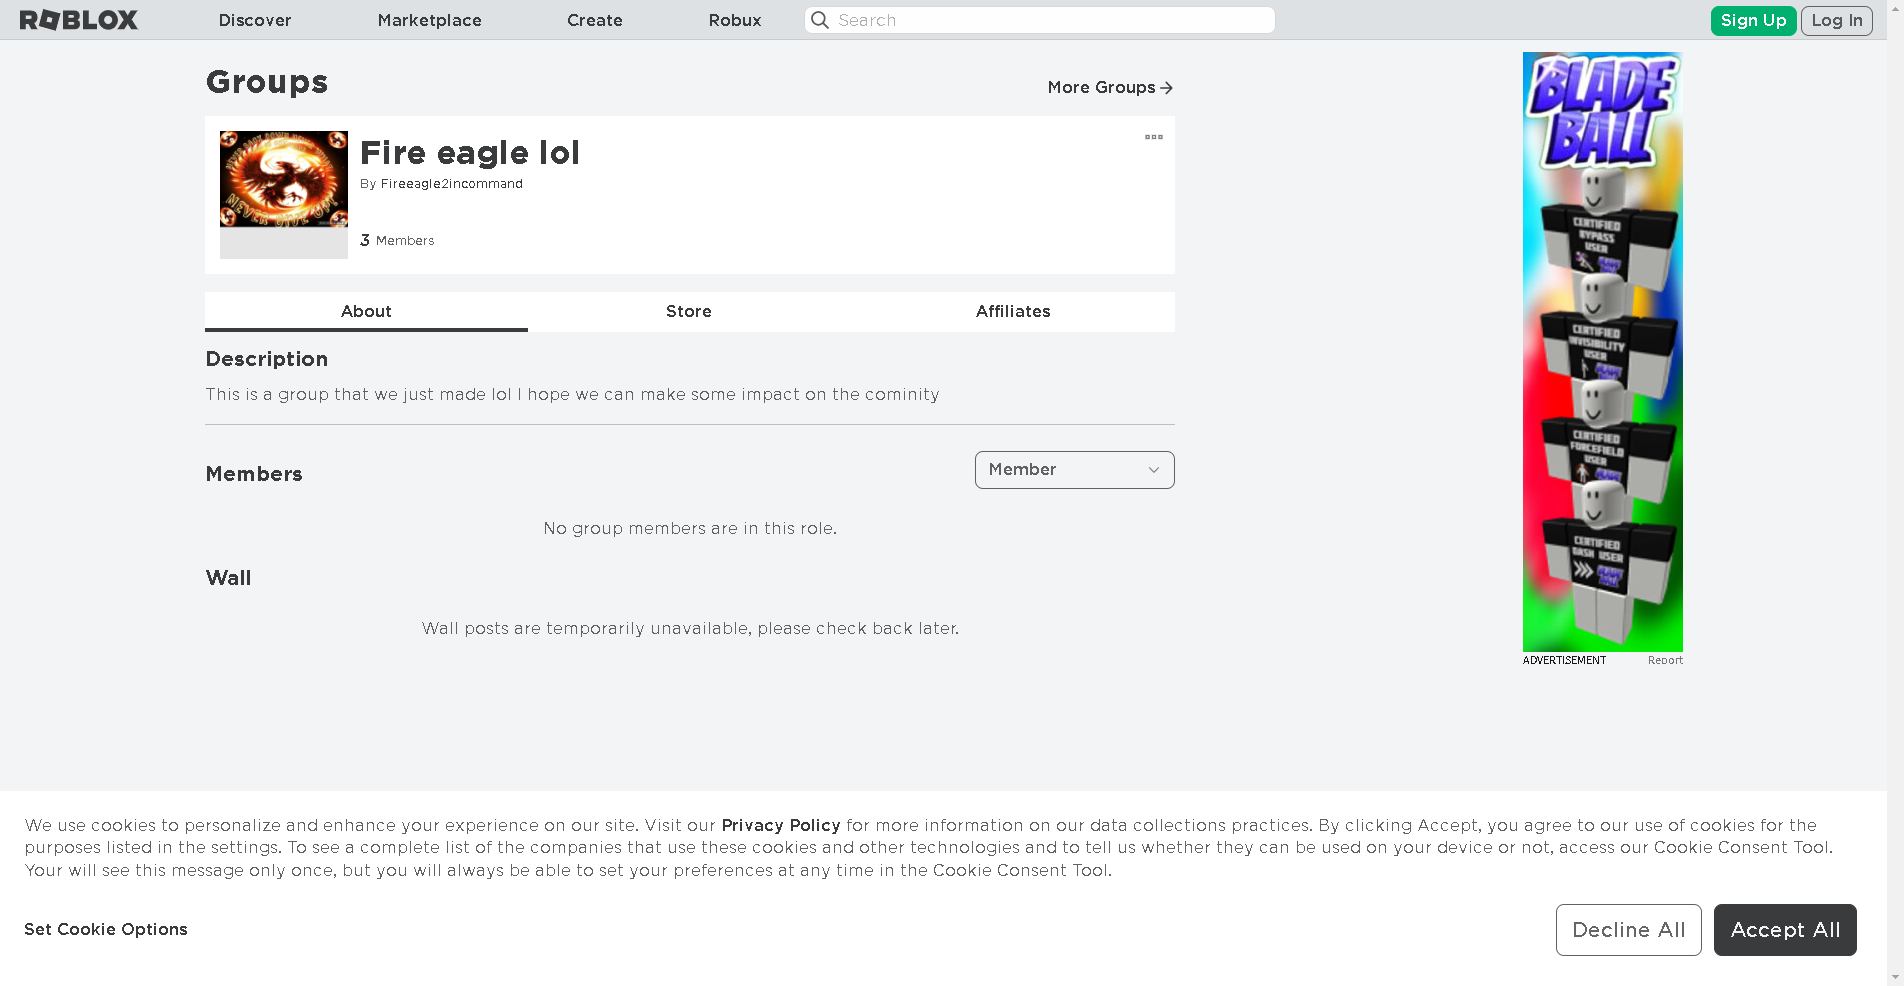 ROBLOX
Discover
Marketplace
Create
Robux
Search
Sign Up
Log In
Groups
More Groups
Fire eagle lol
By Fireeagle2incommand
3 Members
NEVER GIVE UP!
About
Store
Affiliates
Description
This is a group that we just made lol I hope we can make some impact on the cominity
Members
Member
No group members are in this role.
Wall
Wall posts are temporarily unavailable, please check back later.
BLADE
BALL
CERTIFIED
BYPASS
USER
BLADE
BALL
CERTIFIED
INVISIBILITY
USER
BLADE
CERTIFIED
FORCEFIELD
USER
BLADE
CERTIFIED
DASH USER
BLADE
BALL
ADVERTISEMENT
Report
We use cookies to personalize and enhance your experience on our site. Visit our Privacy Policy for more information on our data collections practices. By clicking Accept, you agree to our use of cookies for the
purposes listed in the settings. To see a complete list of the companies that use these cookies and other technologies and to tell us whether they can be used on your device or not, access our Cookie Consent Tool.
Your will see this message only once, but you will always be able to set your preferences at any time in the Cookie Consent Tool.
Set Cookie Options
Decline All
Accept All